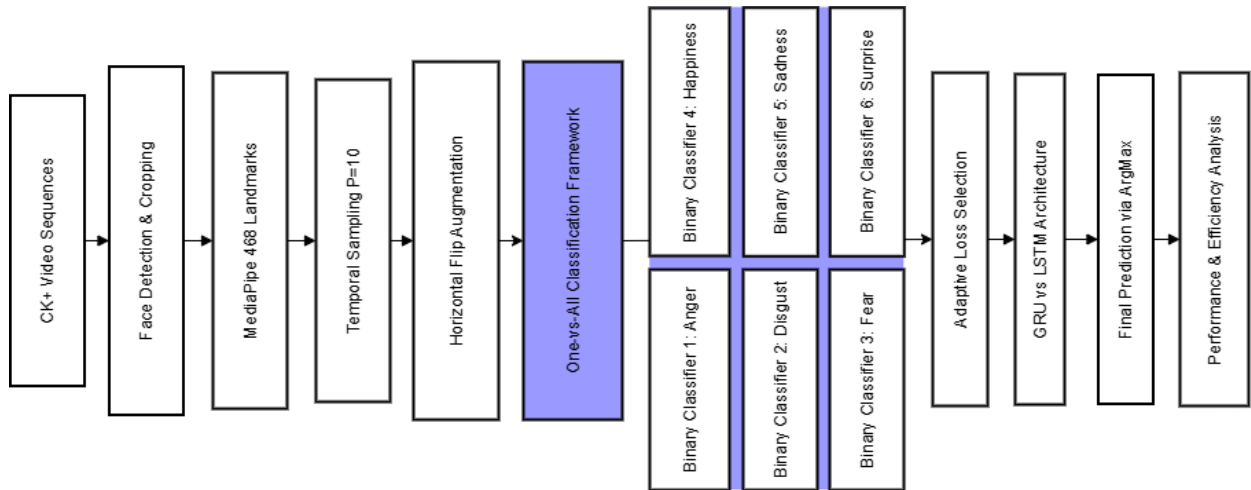 CK+ Video Sequences
Face Detection & Cropping
MediaPipe 468 Landmarks
Temporal Sampling P=10
Horizontal Flip Augmentation
One-vs-All Classification Framework
Binary Classifier 1: Anger
Binary Classifier 2: Disgust
Binary Classifier 3: Fear
Binary Classifier 4: Happiness
Binary Classifier 5: Sadness
Binary Classifier 6: Surprise
Adaptive Loss Selection
GRU vs LSTM Architecture
Final Prediction via ArgMax
Performance & Efficiency Analysis